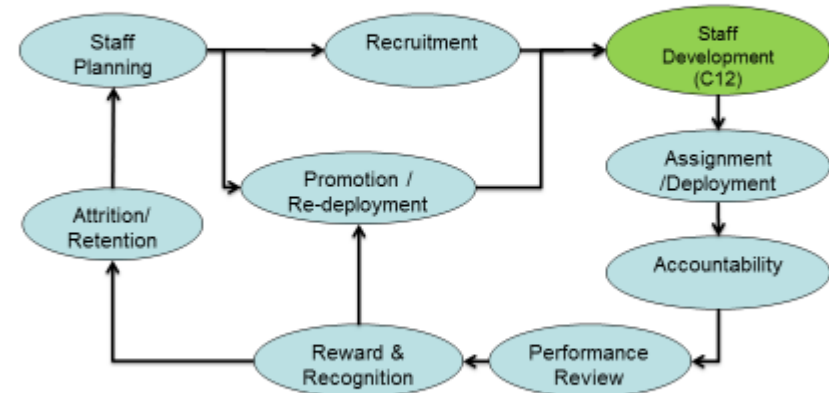 Staff
Planning
Recruitment
Staff
Development
(C12)
Promotion /
Re-deployment
Assignment
/Deployment
Attrition/
Retention
Accountability
Reward &
Recognition
Performance
Review